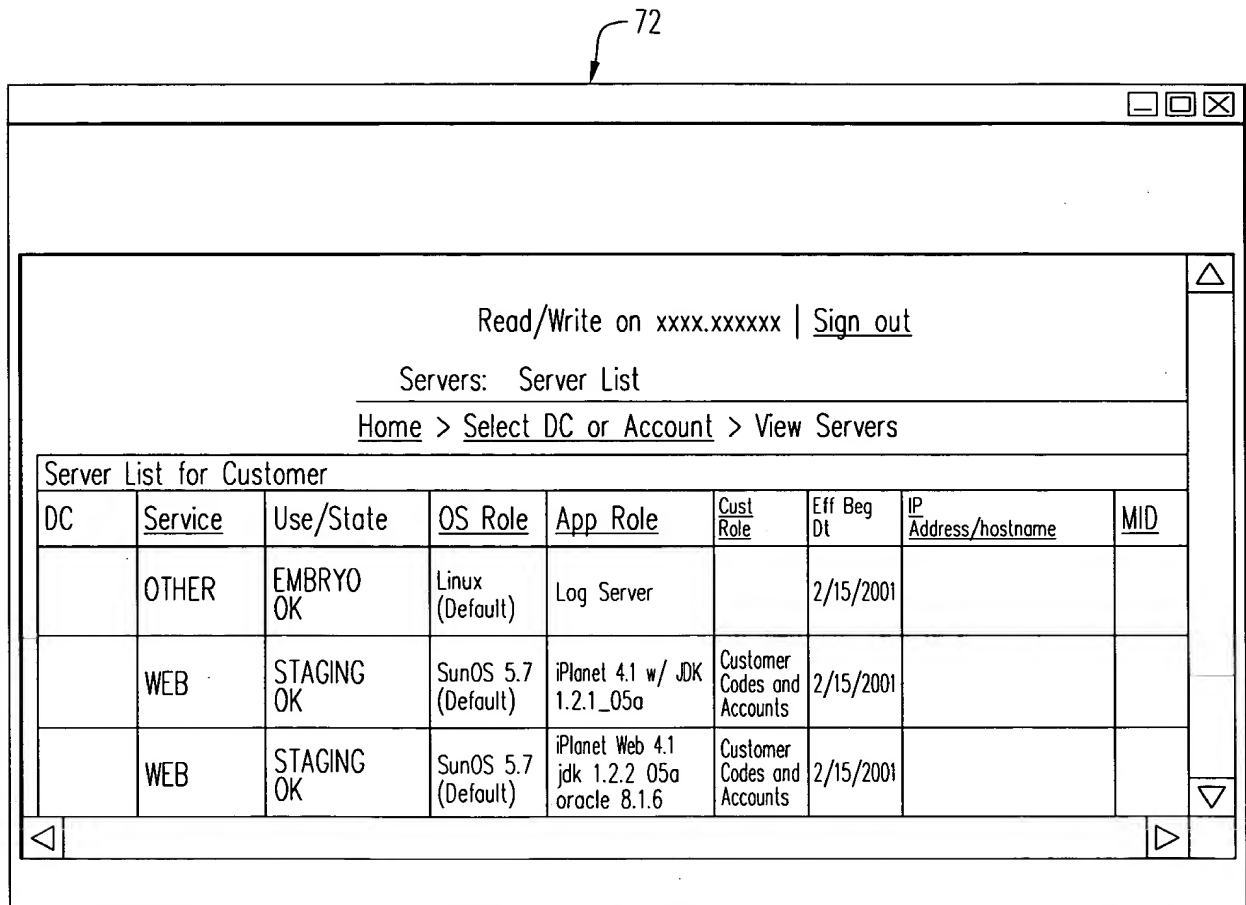 72
Read/Write on xxxx.xxxxxx | Sign out
Servers: Server List
Home > Select DC or Account > View Servers
Server List for Customer
DC Service Use/State OS Role App Role Cust Role Eff Beg Dt IP Address/hostname MID
OTHER EMBRYO OK Linux (Default) Log Server 2/15/2001
WEB STAGING OK SunOS 5.7 (Default) iPlanet 4.1 w/ JDK 1.2.1_05a Customer Codes and Accounts 2/15/2001
WEB STAGING OK SunOS 5.7 (Default) iPlanet Web 4.1 jdk 1.2.2 05a oracle 8.1.6 Customer Codes and Accounts 2/15/2001